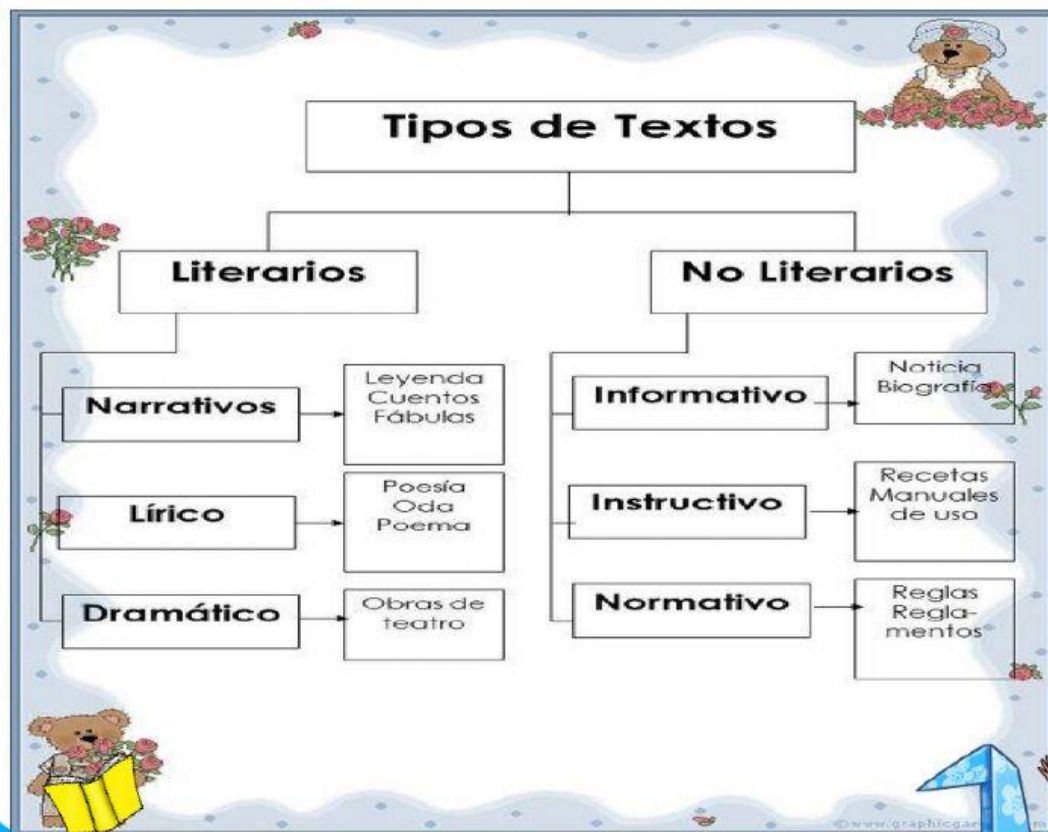 Tipos de Textos
Literarios
No Literarios
Narrativos
Leyenda
Cuentos
Fábulas
Lírico
Poesía
Oda
Poema
Dramático
Obras de
teatro
Informativo
Noticia
Biografía
Instructivo
Recetas
Manuales
de uso
Normativo
Reglas
Regla-
mentos